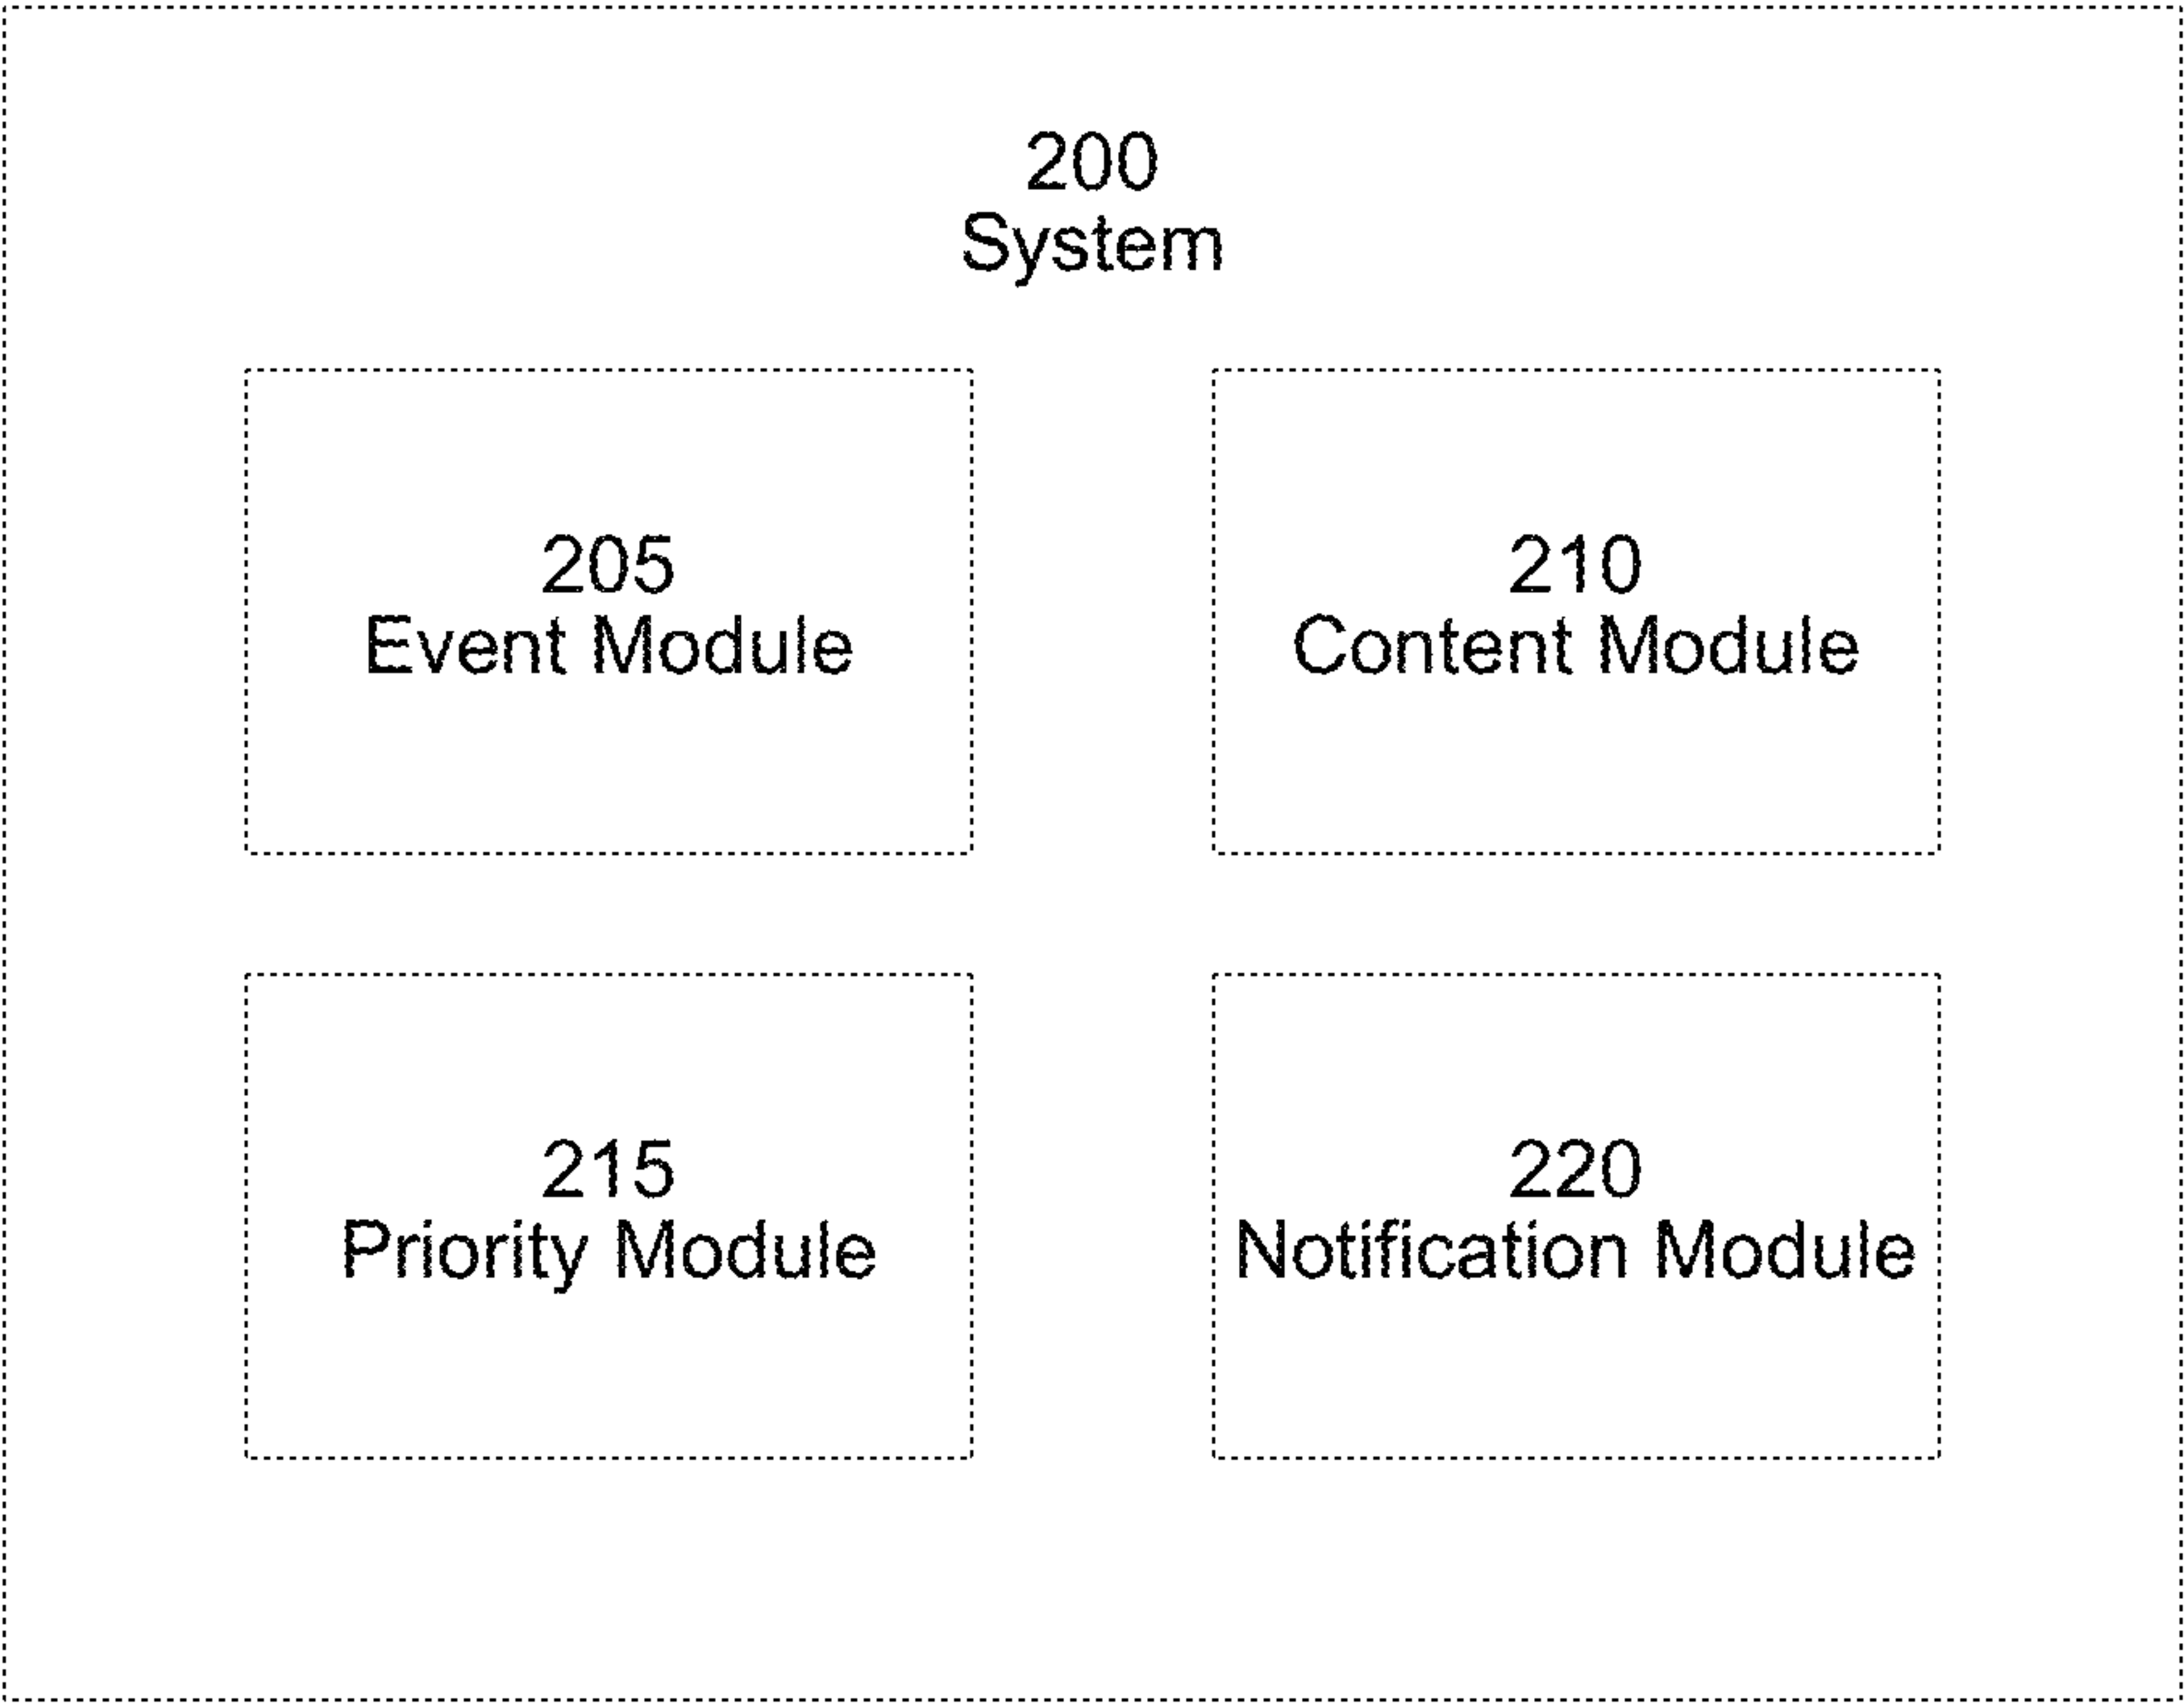 200
System
205
Event Module
210
Content Module
215
Priority Module
220
Notification Module